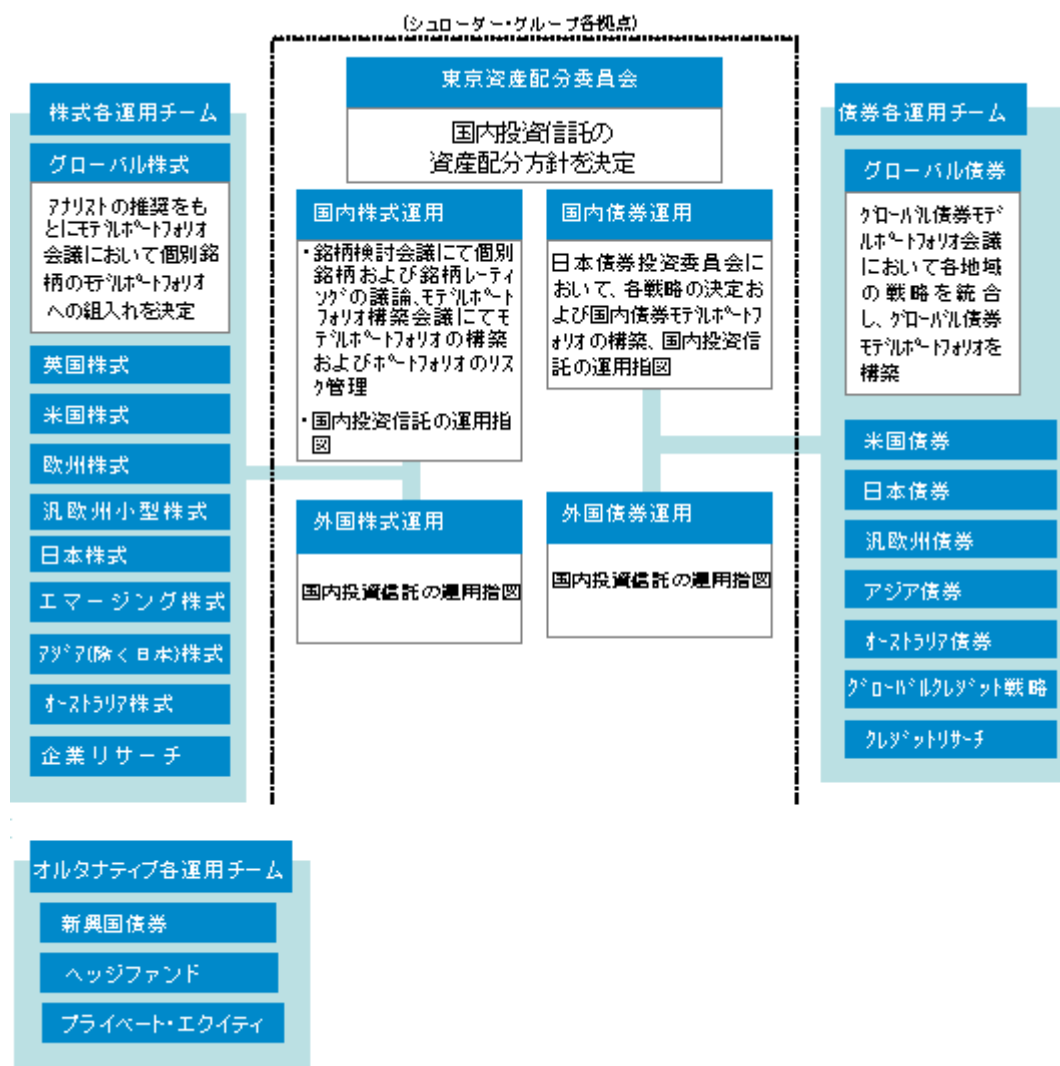 (シュローダー・グループ各拠点)
株式各運用チーム
グローバル株式
アナリストの推奨をも
とにモデルポートフォリオ
会議において個別銘
柄のモデルポートフォリオ
への組入れを決定
英国株式
米国株式
欧州株式
汎欧州小型株式
日本株式
エマージング株式
アジア(除く日本)株式
オーストラリア株式
企業リサーチ
東京資産配分委員会
国内投資信託の
資産配分方針を決定
国内株式運用
・銘柄検討会議にて個別
銘柄および銘柄レーティ
ングの議論、モデルポート
フォリオ構築会議にてモ
デルポートフォリオの構築
およびポートフォリオのリス
ク管理
・国内投資信託の運用指
図
外国株式運用
国内投資信託の運用指図
国内債券運用
日本債券投資委員会に
おいて、各戦略の決定お
よび国内債券モデルポートフ
ォリオの構築、国内投資信
託の運用指図
外国債券運用
国内投資信託の運用指図
債券各運用チーム
グローバル債券
グローバル債券モデ
ルポートフォリオ会議
において各地域
の戦略を統合
し、グローバル債券
モデルポートフォリオを
構築
米国債券
日本債券
汎欧州債券
アジア債券
オーストラリア債券
グローバルクレジット戦略
クレジットリサーチ
オルタナティブ各運用チーム
新興国債券
ヘッジファンド
プライベート・エクイティ